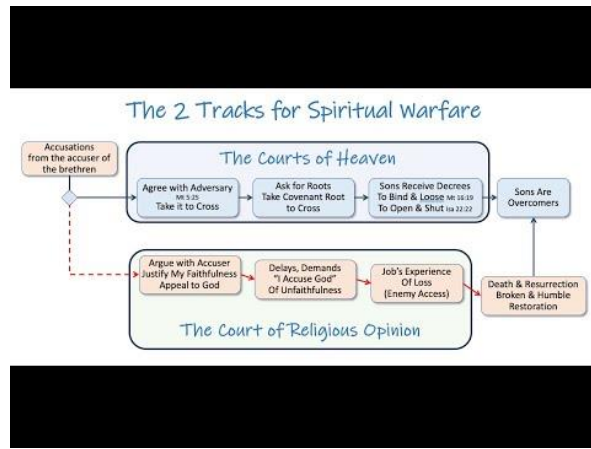 The 2 Tracks for Spiritual Warfare
Accusations
from the accuser of
the brethren
The Courts of Heaven
Agree with Adversary
Mt 5:25
Take it to Cross
Ask for Roots
Take Covenant Root
to Cross
Sons Receive Decrees
To Bind & Loose Mt 16:19
To Open & Shut Isa 22:22
Sons Are
Overcomers
Argue with Accuser
Justify My Faithfulness
Appeal to God
Delays, Demands
"I Accuse God"
Of Unfaithfulness
Job's Experience
Of Loss
(Enemy Access)
Death & Resurrection
Broken & Humble
Restoration
The Court of Religious Opinion